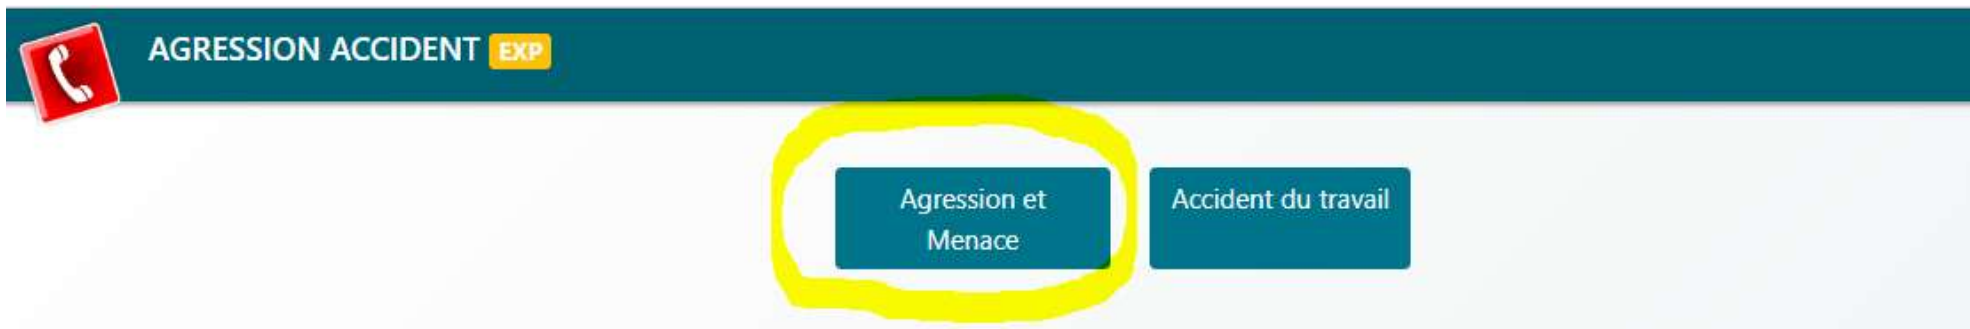 AGRESSION ACCIDENT EXP
Agression et
Menace
Accident du travail